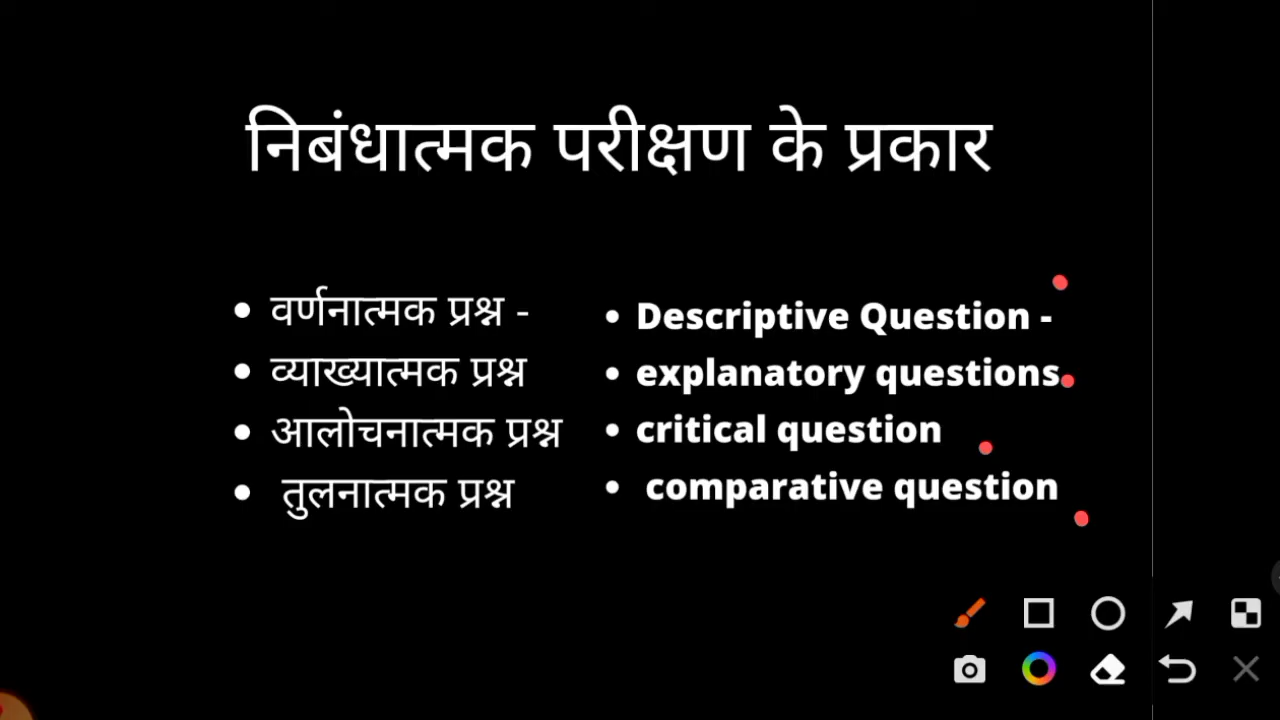 निबंधात्मक परीक्षण के प्रकार
• वर्णनात्मक प्रश्न -
• व्याख्यात्मक प्रश्न
• आलोचनात्मक प्रश्न
• तुलनात्मक प्रश्न
• Descriptive Question -
• explanatory questions
• critical question
• comparative question